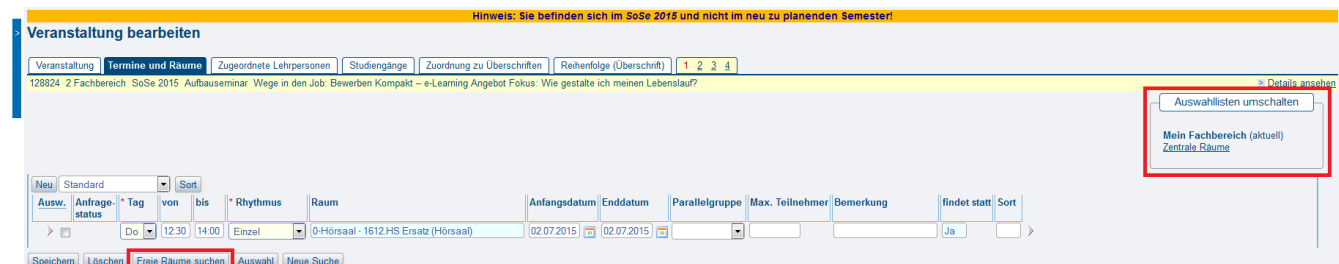 Hinweis: Sie befinden sich im SoSe 2015 und nicht im neu zu planenden Semester!
>
Veranstaltung bearbeiten
Veranstaltung Termine und Räume Zugeordnete Lehrpersonen Studiengänge Zuordnung zu Überschriften Reihenfolge (Überschrift) 1 2 3 4
128824 2 Fachbereich SoSe 2015 Aufbauseminar Wege in den Job: Bewerben Kompakt – e-Learning Angebot Fokus: Wie gestalte ich meinen Lebenslauf? Details ansehen
Auswahllisten umschalten
Mein Fachbereich (aktuell)
Zentrale Räume
Neu Standard Sort
Ausw. Anfrage- * Tag von bis * Rhythmus Raum Anfangsdatum Enddatum Parallelgruppe Max. Teilnehmer Bemerkung findet statt Sort
status
Do 12:30 14:00 Einzel 0-Hörsaal - 1612.HS Ersatz (Hörsaal) 02.07.2015 02.07.2015 Ja
Speichern Löschen Freie Räume suchen Auswahl Neue Suche